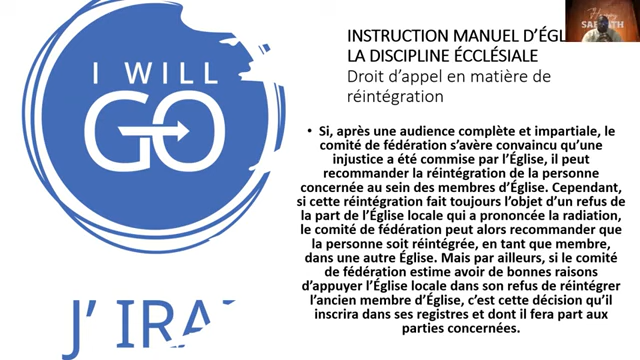 I WILL
GO
J' IRA
INSTRUCTION MANUEL D'ÉGL
LA DISCIPLINE ÉCCLÉSIALE
Droit d'appel en matière de
réintégration
• Si, après une audience complète et impartiale, le
comité de fédération s'avère convaincu qu'une
injustice a été commise par l'Église, il peut
recommander la réintégration de la personne
concernée au sein des membres d'Église. Cependant,
si cette réintégration fait toujours l'objet d'un refus de
la part de l'Église locale qui a prononcée la radiation,
le comité de fédération peut alors recommander que
la personne soit réintégrée, en tant que membre,
dans une autre Église. Mais par ailleurs, si le comité
de fédération estime avoir de bonnes raisons
d'appuyer l'Église locale dans son refus de réintégrer
l'ancien membre d'Église, c'est cette décision qu'il
inscrira dans ses registres et dont il fera part aux
parties concernées.